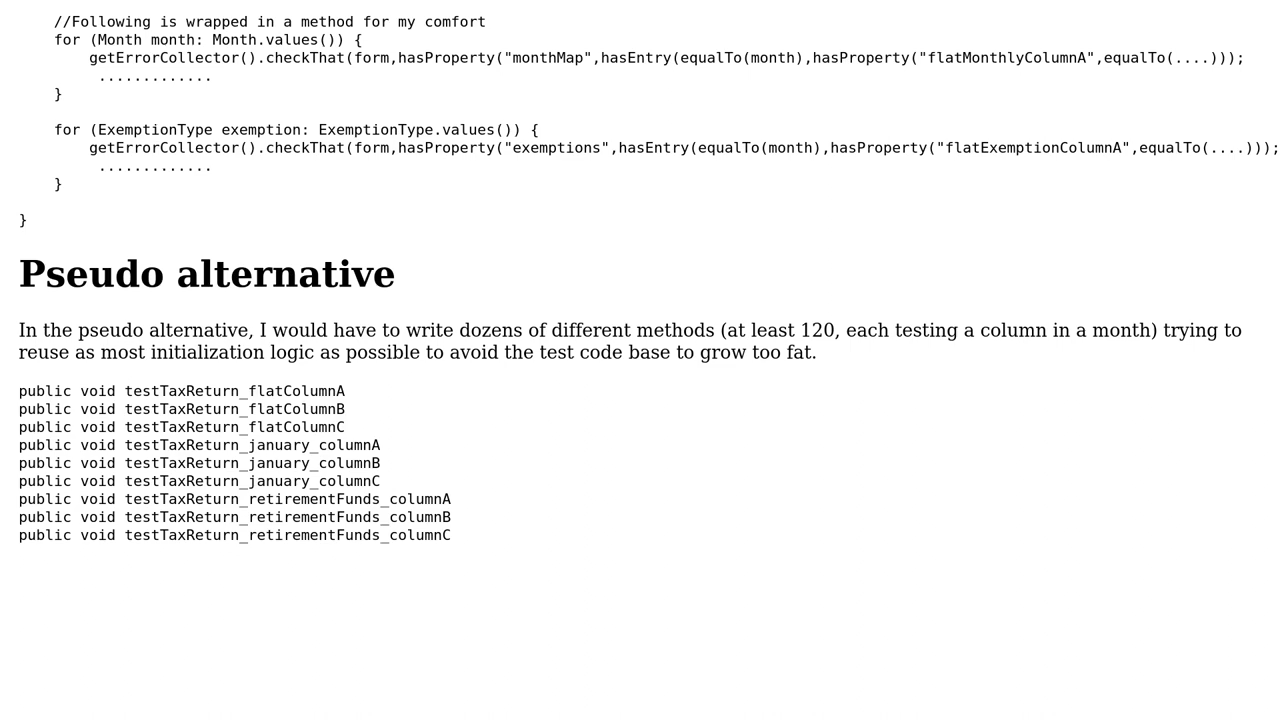 //Following is wrapped in a method for my comfort
for (Month month: Month.values()) {
getErrorCollector().checkThat(form,hasProperty("monthMap",hasEntry(equalTo(month),hasProperty("flatMonthlyColumnA",equalTo(....)));
.............
}
for (ExemptionType exemption: ExemptionType.values()) {
getErrorCollector().checkThat(form,hasProperty("exemptions",hasEntry(equalTo(month),hasProperty("flatExemptionColumnA",equalTo(....)));
.............
}
}
Pseudo alternative
In the pseudo alternative, I would have to write dozens of different methods (at least 120, each testing a column in a month) trying to
reuse as most initialization logic as possible to avoid the test code base to grow too fat.
public void testTaxReturn_flatColumnA
public void testTaxReturn_flatColumnB
public void testTaxReturn_flatColumnC
public void testTaxReturn_january_columnA
public void testTaxReturn_january_columnB
public void testTaxReturn_january_columnC
public void testTaxReturn_retirementFunds_columnA
public void testTaxReturn_retirementFunds_columnB
public void testTaxReturn_retirementFunds_columnC